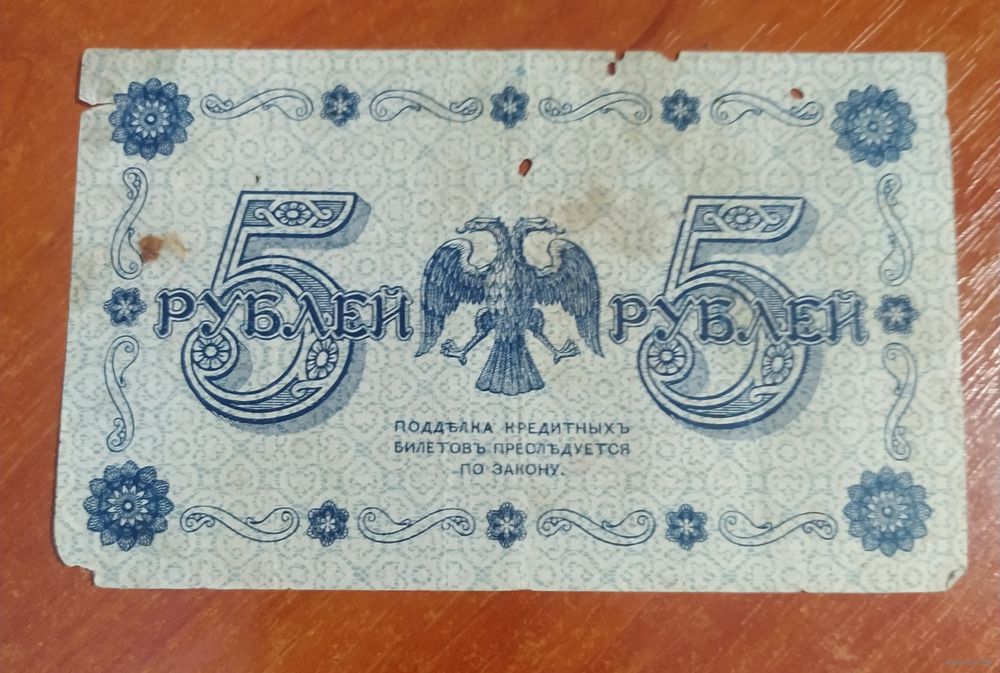 5 5
РУБЛЕЙ РУБЛЕЙ
ПОДДѢЛКА КРЕДИТНЫХЪ
БИЛЕТОВЪ ПРЕСЛѢДУЕТСЯ
ПО ЗАКОНУ.